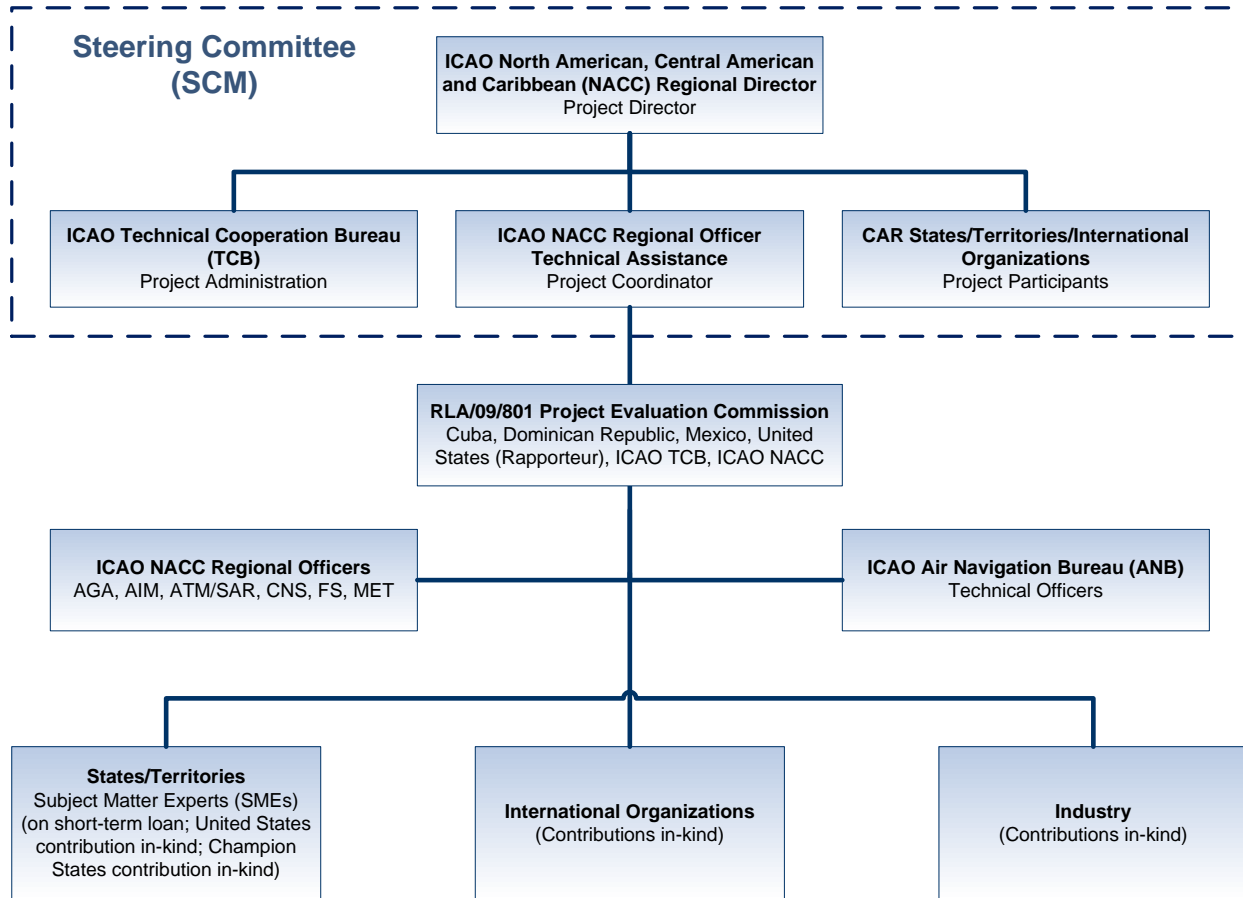 Steering Committee
(SCM)
ICAO North American, Central American
and Caribbean (NACC) Regional Director
Project Director
ICAO Technical Cooperation Bureau
(TCB)
Project Administration
ICAO NACC Regional Officer
Technical Assistance
Project Coordinator
CAR States/Territories/International
Organizations
Project Participants
RLA/09/801 Project Evaluation Commission
Cuba, Dominican Republic, Mexico, United
States (Rapporteur), ICAO TCB, ICAO NACC
ICAO NACC Regional Officers
AGA, AIM, ATM/SAR, CNS, FS, MET
ICAO Air Navigation Bureau (ANB)
Technical Officers
States/Territories
Subject Matter Experts (SMEs)
(on short-term loan; United States
contribution in-kind; Champion
States contribution in-kind)
International Organizations
(Contributions in-kind)
Industry
(Contributions in-kind)